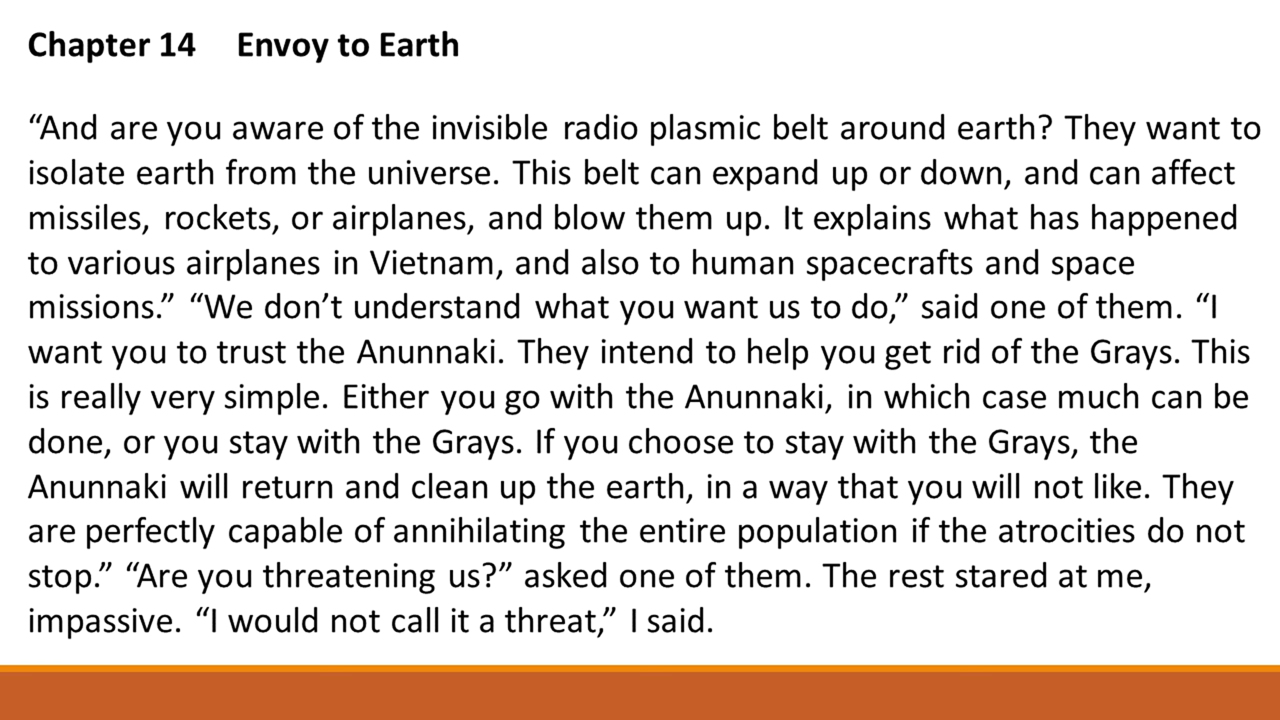 Chapter 14 Envoy to Earth
“And are you aware of the invisible radio plasmic belt around earth? They want to
isolate earth from the universe. This belt can expand up or down, and can affect
missiles, rockets, or airplanes, and blow them up. It explains what has happened
to various airplanes in Vietnam, and also to human spacecrafts and space
missions.” “We don’t understand what you want us to do,” said one of them. “I
want you to trust the Anunnaki. They intend to help you get rid of the Grays. This
is really very simple. Either you go with the Anunnaki, in which case much can be
done, or you stay with the Grays. If you choose to stay with the Grays, the
Anunnaki will return and clean up the earth, in a way that you will not like. They
are perfectly capable of annihilating the entire population if the atrocities do not
stop.” “Are you threatening us?” asked one of them. The rest stared at me,
impassive. “I would not call it a threat,” I said.